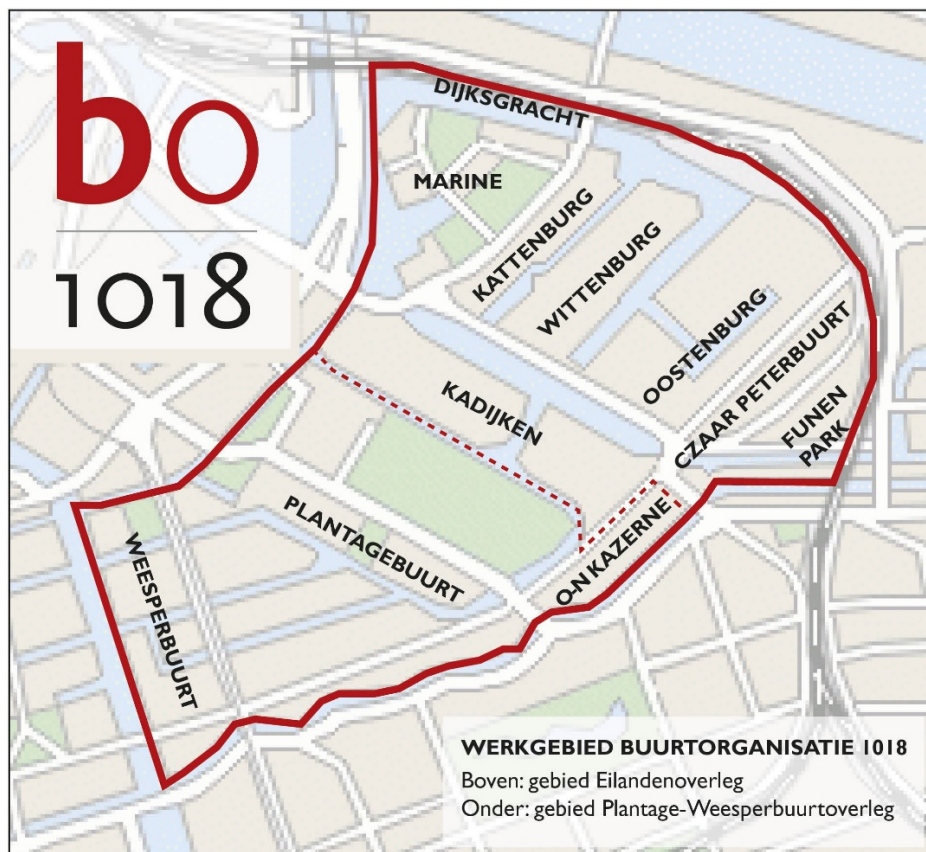 bo
1018
DIJKSGRACHT
MARINE
KATTENBURG
WITTENBURG
OOSTENBURG
CZAAR PETERBUURT
FUNEN
PARK
KADIJKEN
O-N KAZERNE
PLANTAGEBUURT
WEESPERBUURT
WERKGEBIED BUURTORGANISATIE 1018
Boven: gebied Eilandenoverleg
Onder: gebied Plantage-Weesperbuurtoverleg